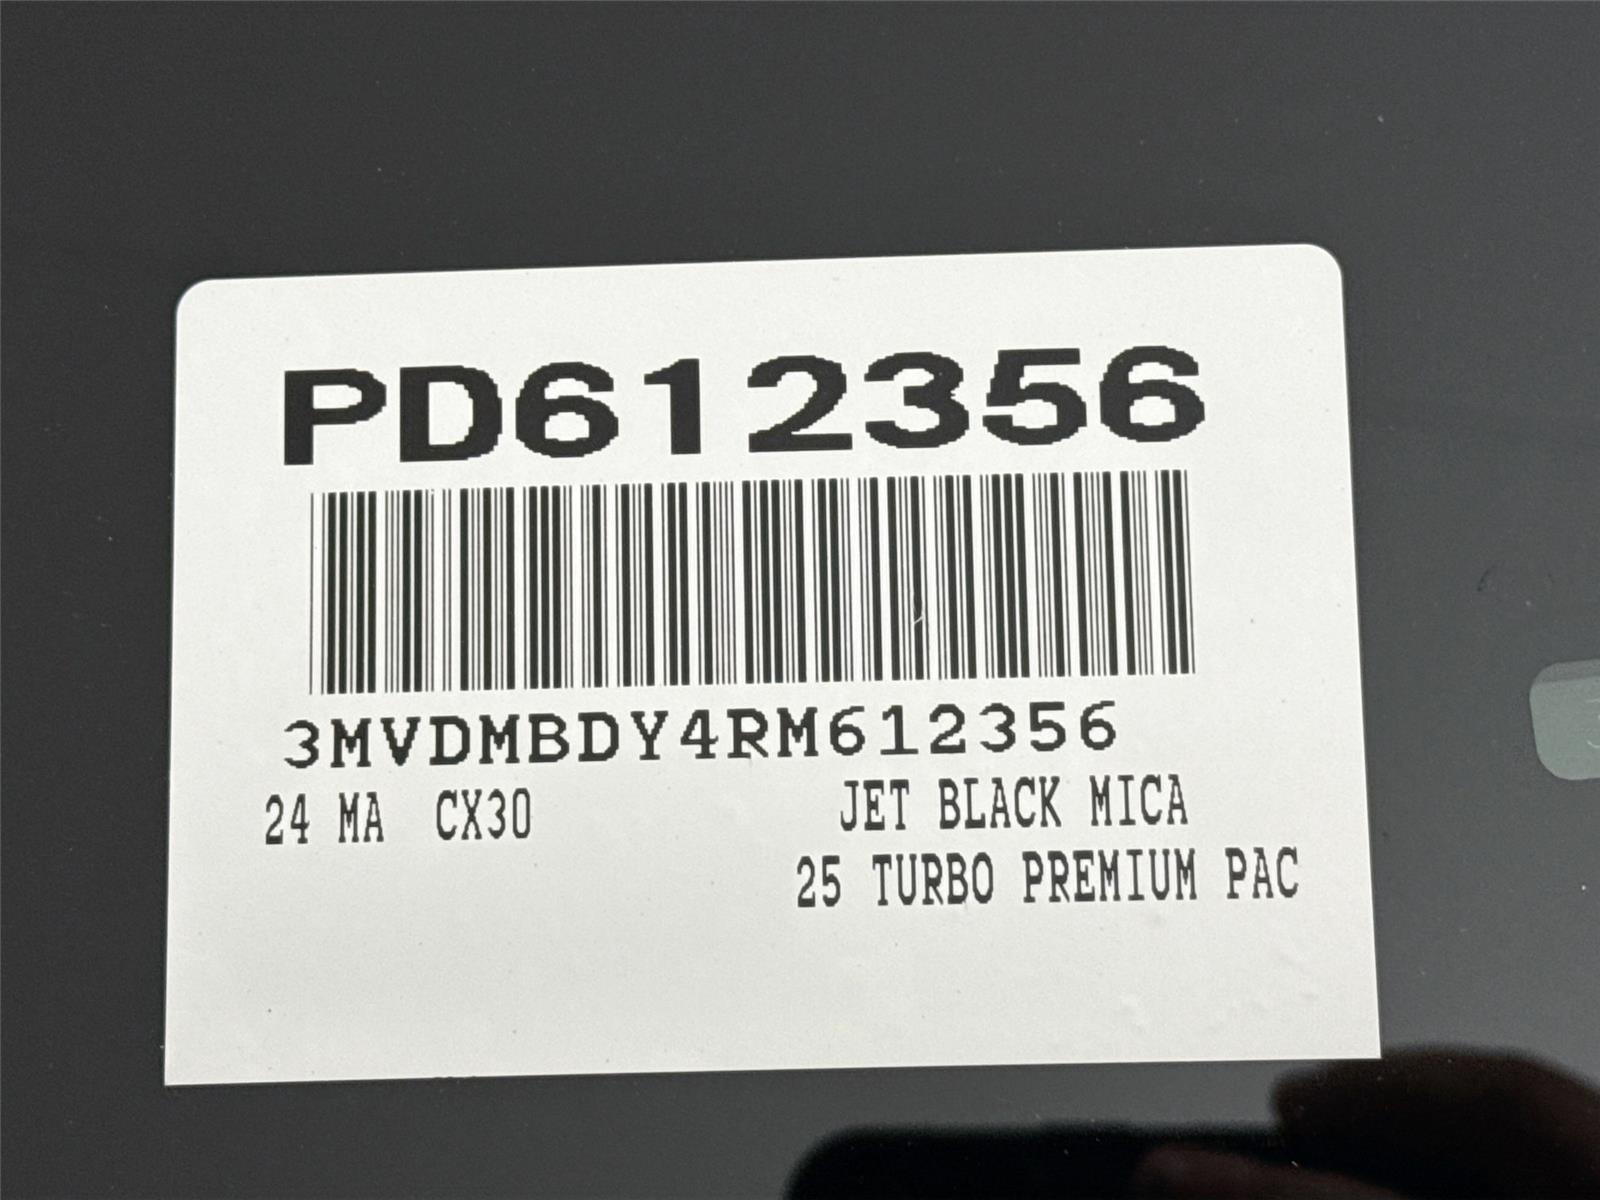 PD612356
3MVDMBDY4RM612356
24 MA CX30 JET BLACK MICA
25 TURBO PREMIUM PAC